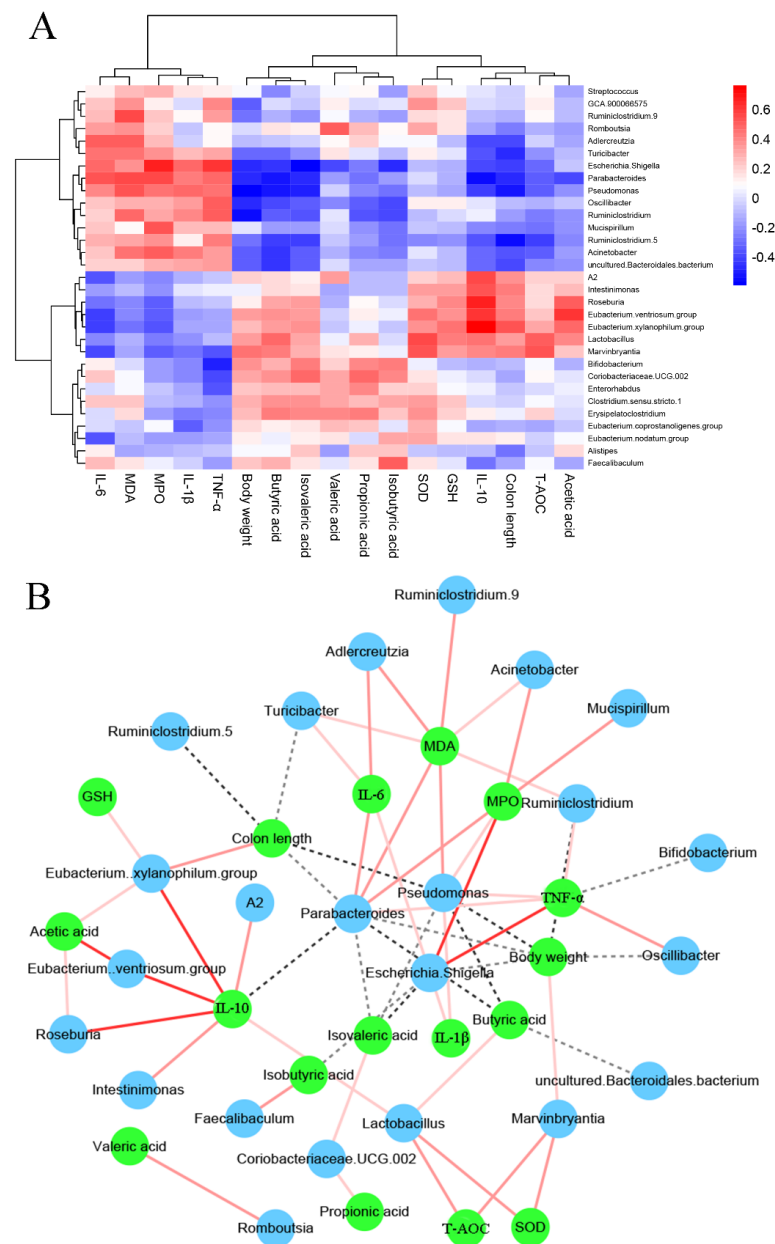 A
Streptococcus
GCA.900066575
Ruminiclostridium.9
Romboutsia
Adlercreutzia
Turicibacter
Escherichia.Shigella
Parabacteroides
Pseudomonas
Oscillibacter
Ruminiclostridium
Mucispirillum
Ruminiclostridium.5
Acinetobacter
uncultured.Bacteroidales.bacterium
A2
Intestinimonas
Roseburia
Eubacterium.ventriosum.group
Eubacterium.xylanophilum.group
Lactobacillus
Marvinbryantia
Bifidobacterium
Coriobacteriaceae.UCG.002
Enterorhabdus
Clostridium.sensu.stricto.1
Erysipelatoclostridium
Eubacterium.coprostanoligenes.group
Eubacterium.nodatum.group
Alistipes
Faecalibaculum
0.6
0.4
0.2
0
-0.2
-0.4
IL-6
MDA
MPO
IL-1β
TNF-α
Body weight
Butyric acid
Isovaleric acid
Valeric acid
Propionic acid
Isobutyric acid
SOD
GSH
IL-10
Colon length
T-AOC
Acetic acid
B
Ruminiclostridium.9
Adlercreutzia
Acinetobacter
Turicibacter
Mucispirillum
Ruminiclostridium.5
MDA
GSH
IL-6
MPO
Ruminiclostridium
Colon length
Bifidobacterium
Eubacterium..xylanophilum.group
Pseudomonas
A2
Parabacteroides
TNF-α
Acetic acid
Body weight
Oscillibacter
Eubacterium..ventriosum.group
Escherichia.Shigella
IL-10
Roseburia
Isovaleric acid
IL-1β
Butyric acid
Isobutyric acid
uncultured.Bacteroidales.bacterium
Intestinimonas
Faecalibaculum
Lactobacillus
Marvinbryantia
Valeric acid
Coriobacteriaceae.UCG.002
Propionic acid
Romboutsia
T-AOC
SOD